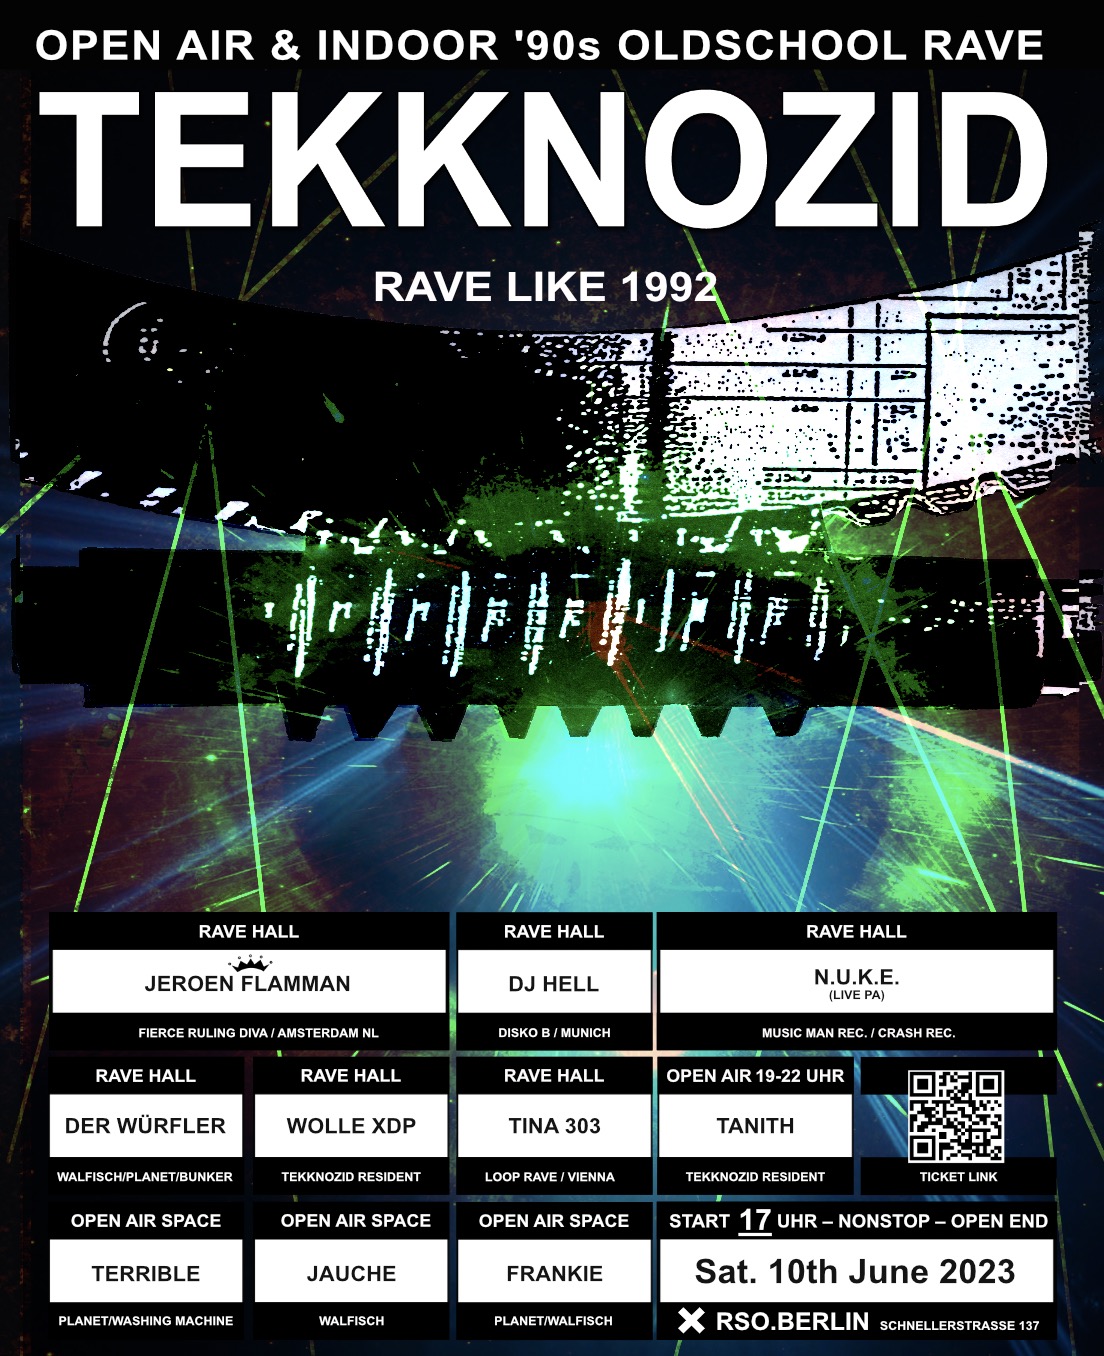 OPEN AIR & INDOOR '90s OLDSCHOOL RAVE
TEKKNOZID
RAVE LIKE 1992
RAVE HALL
JEROEN FLAMMAN
FIERCE RULING DIVA / AMSTERDAM NL
RAVE HALL
DJ HELL
DISKO B / MUNICH
RAVE HALL
N.U.K.E.
(LIVE PA)
MUSIC MAN REC. / CRASH REC.
RAVE HALL
DER WÜRFLER
WALFISCH/PLANET/BUNKER
RAVE HALL
WOLLE XDP
TEKKNOZID RESIDENT
RAVE HALL
TINA 303
LOOP RAVE / VIENNA
OPEN AIR 19-22 UHR
TANITH
TEKKNOZID RESIDENT
TICKET LINK
OPEN AIR SPACE
TERRIBLE
PLANET/WASHING MACHINE
OPEN AIR SPACE
JAUCHE
WALFISCH
OPEN AIR SPACE
FRANKIE
PLANET/WALFISCH
START 17 UHR – NONSTOP – OPEN END
Sat. 10th June 2023
RSO.BERLIN SCHNELLERSTRASSE 137